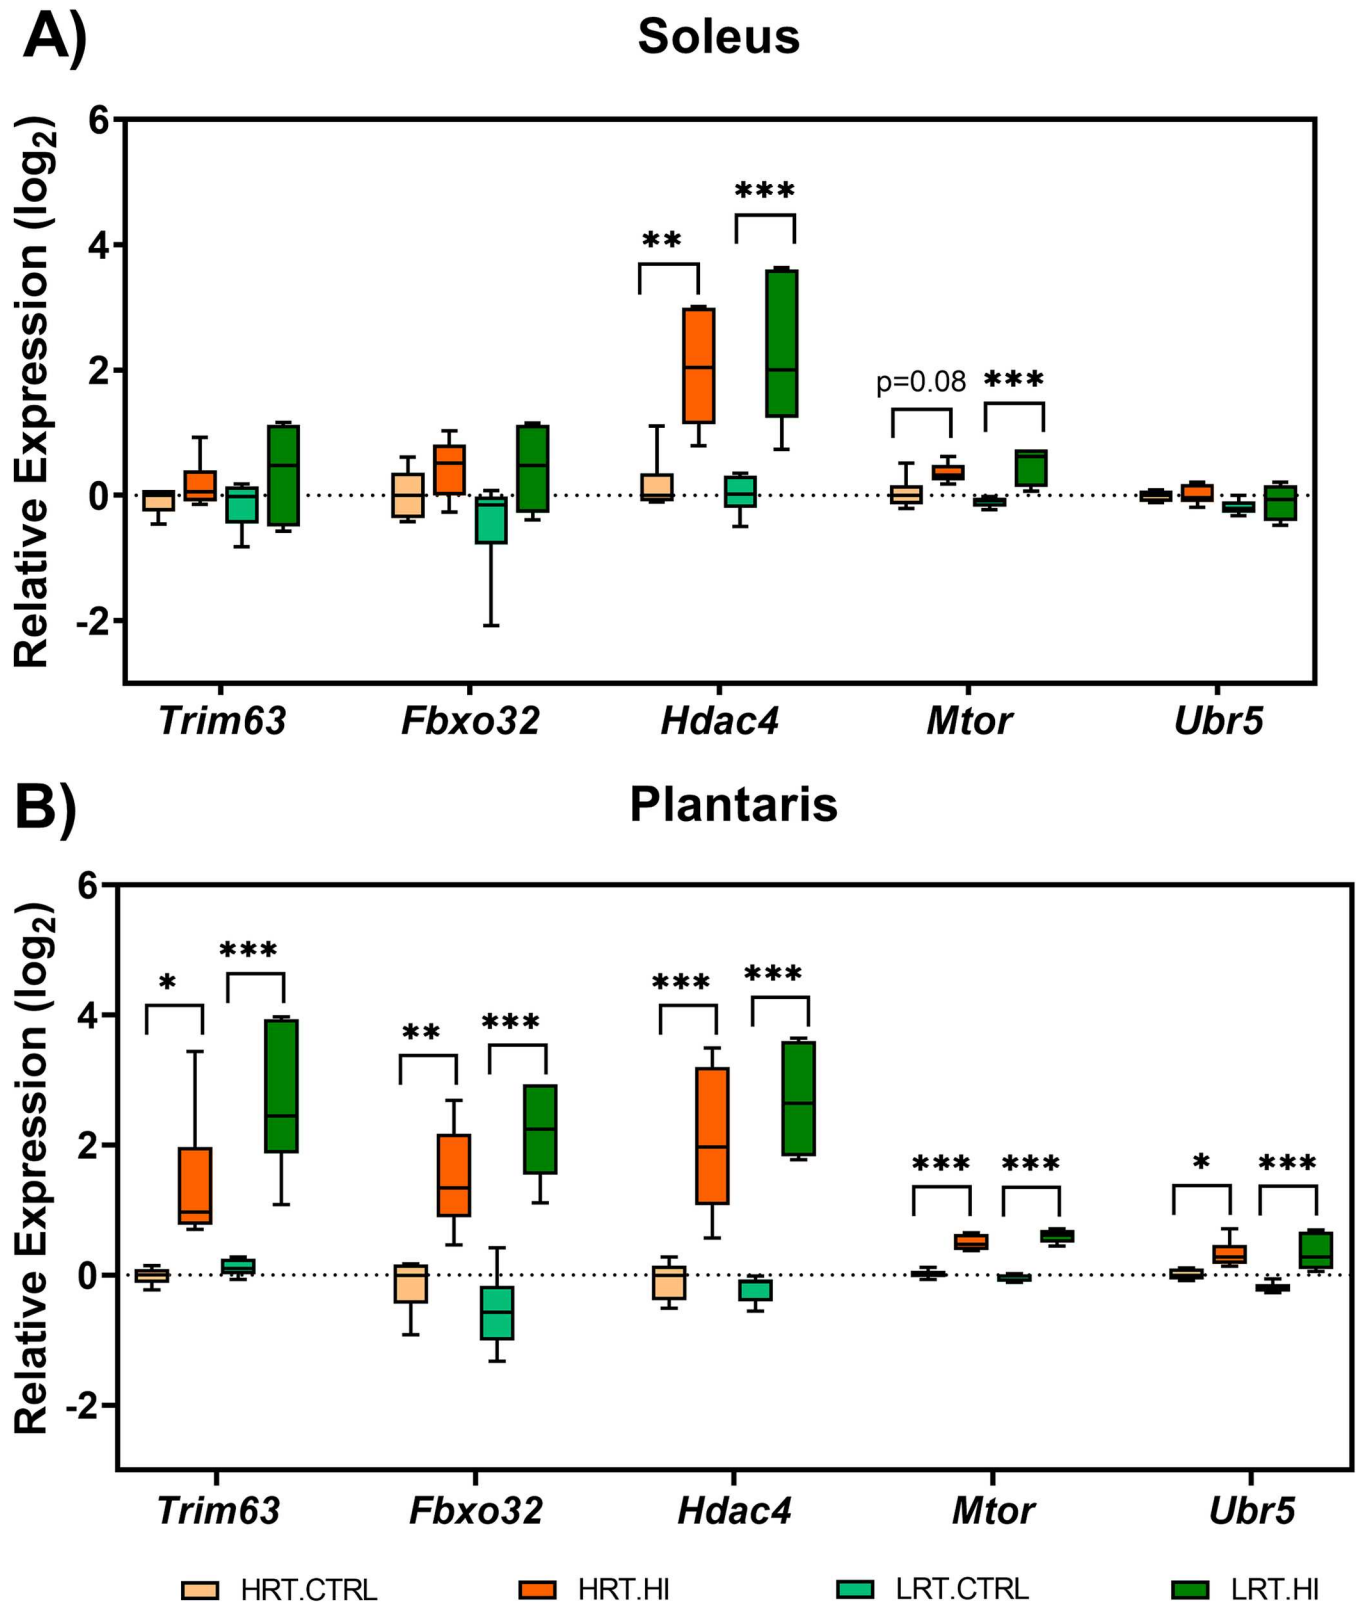 A)
Soleus
Relative Expression (log2)
6
4
2
0
-2
**
***
p=0.08
***
Trim63
Fbxo32
Hdac4
Mtor
Ubr5
B)
Plantaris
Relative Expression (log2)
6
4
2
0
-2
*
***
**
***
***
***
***
***
*
***
Trim63
Fbxo32
Hdac4
Mtor
Ubr5
HRT.CTRL
HRT.HI
LRT.CTRL
LRT.HI